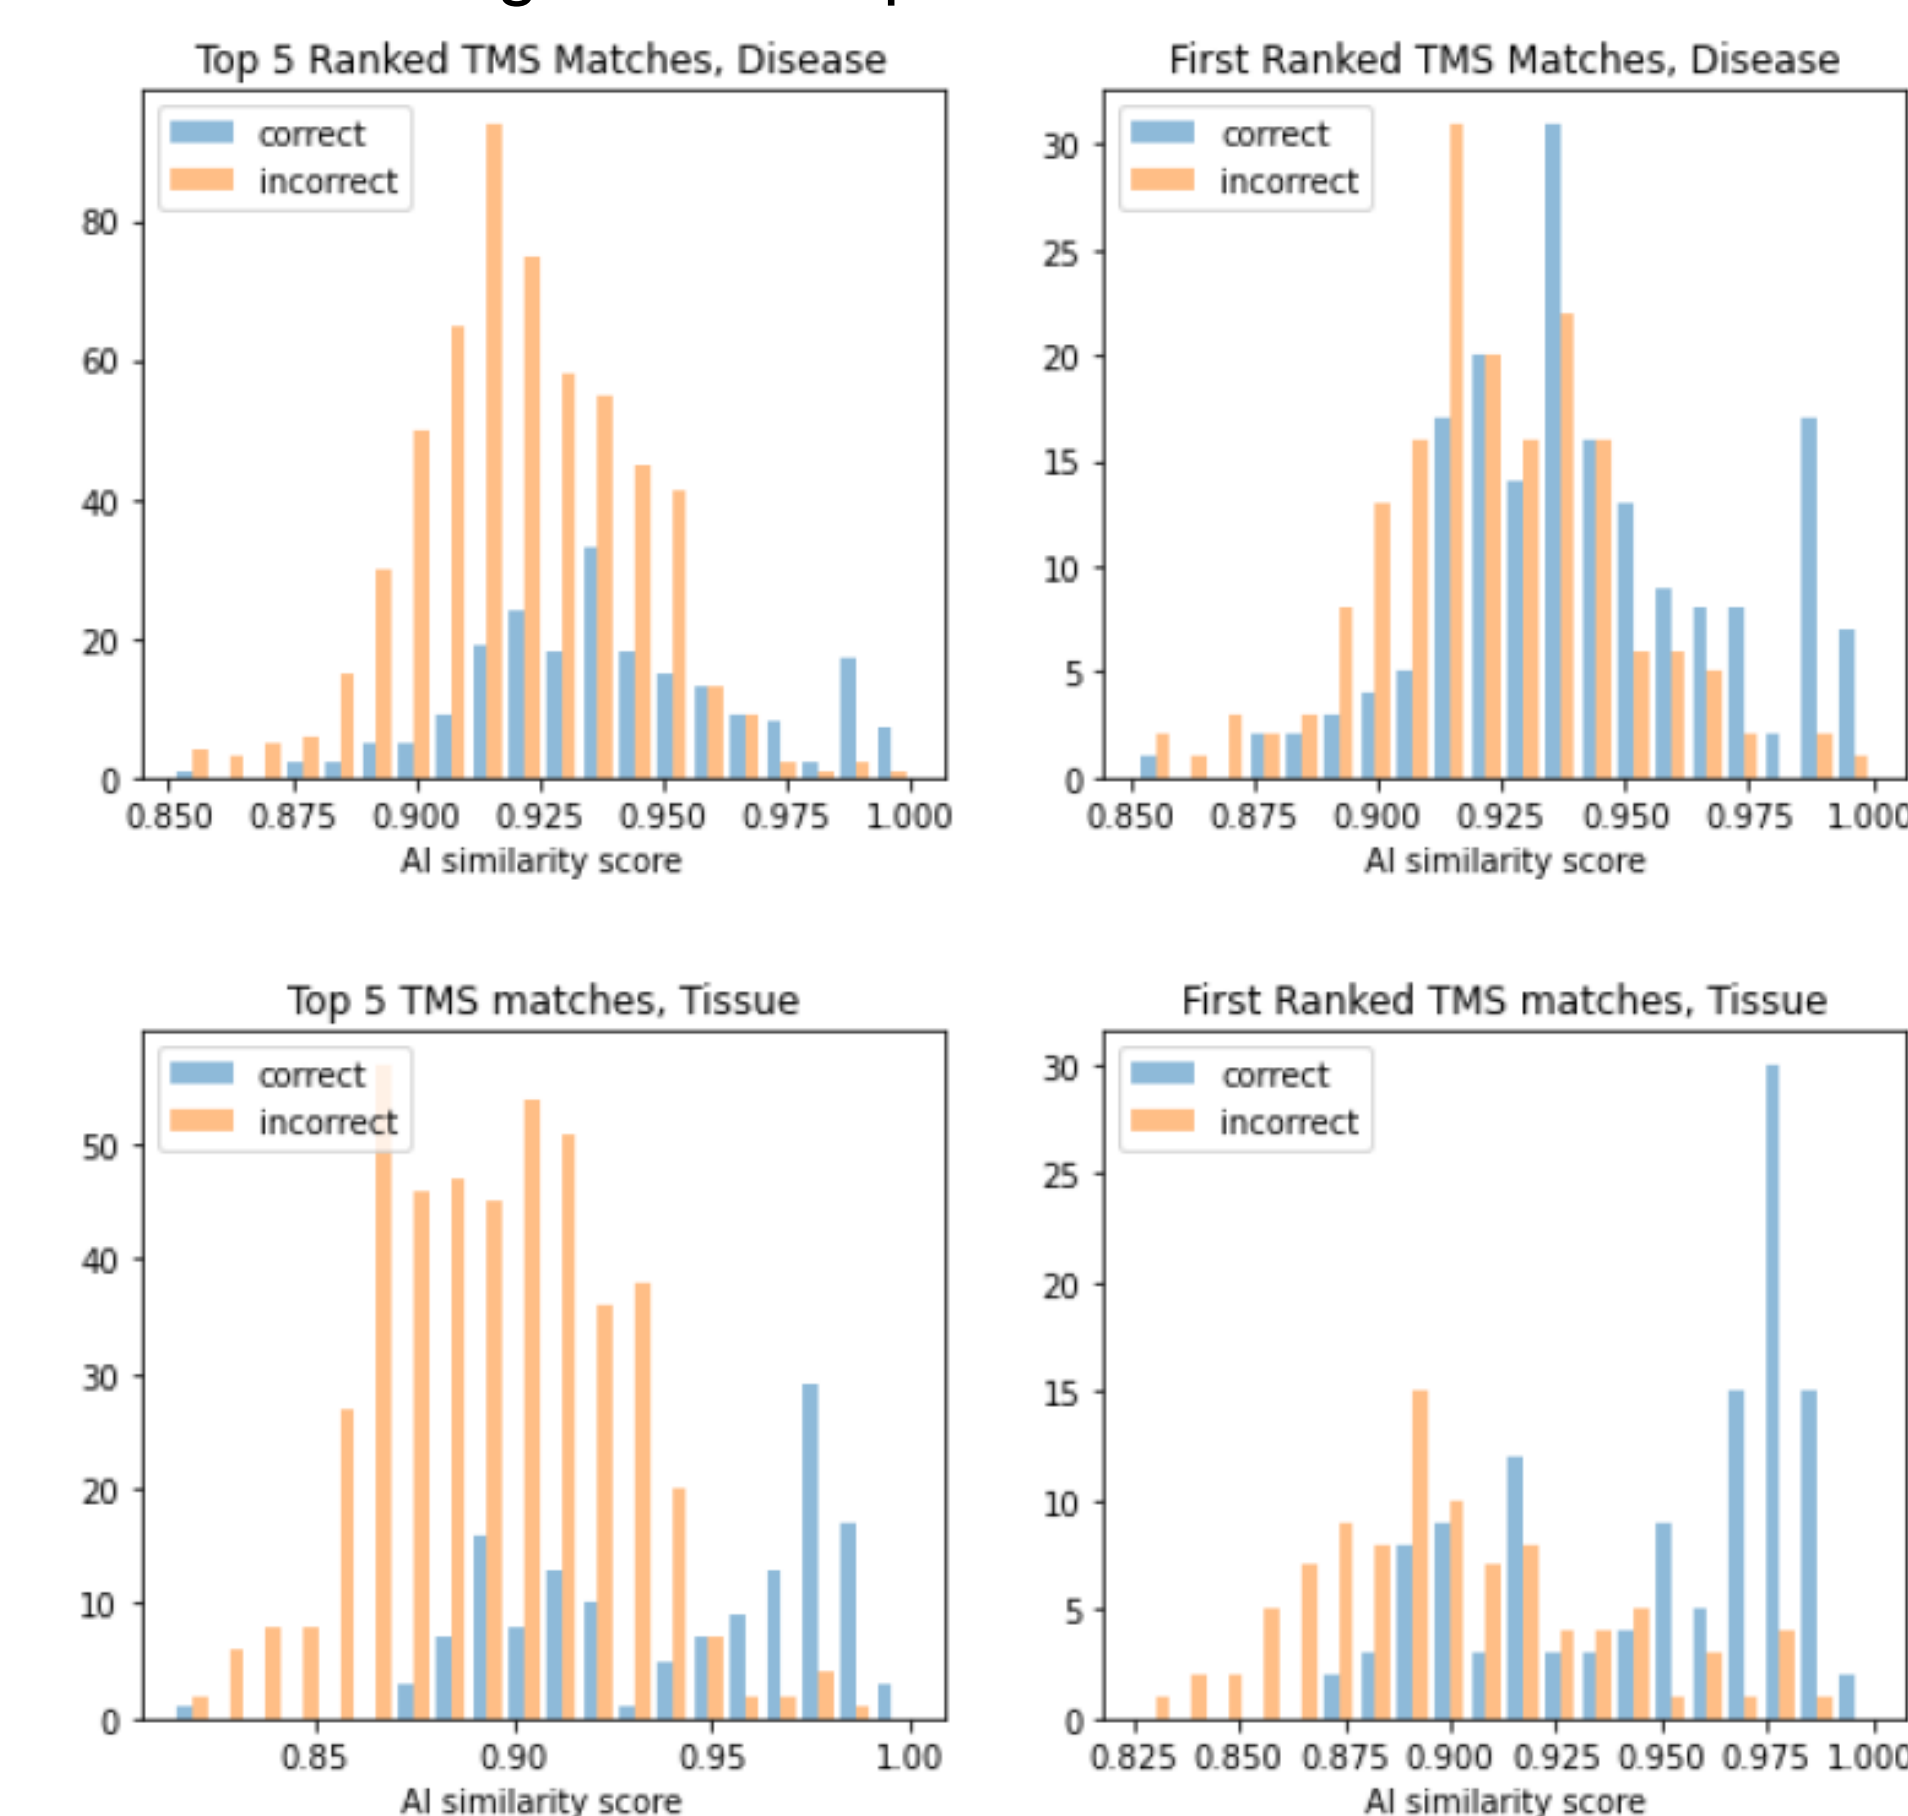 Top 5 Ranked TMS Matches, Disease
correct
incorrect
80
60
40
20
0
0.850 0.875 0.900 0.925 0.950 0.975 1.000
AI similarity score
First Ranked TMS Matches, Disease
correct
incorrect
30
25
20
15
10
5
0
0.850 0.875 0.900 0.925 0.950 0.975 1.000
AI similarity score
Top 5 TMS matches, Tissue
correct
incorrect
50
40
30
20
10
0
0.85 0.90 0.95 1.00
AI similarity score
First Ranked TMS matches, Tissue
correct
incorrect
30
25
20
15
10
5
0
0.825 0.850 0.875 0.900 0.925 0.950 0.975 1.000
AI similarity score